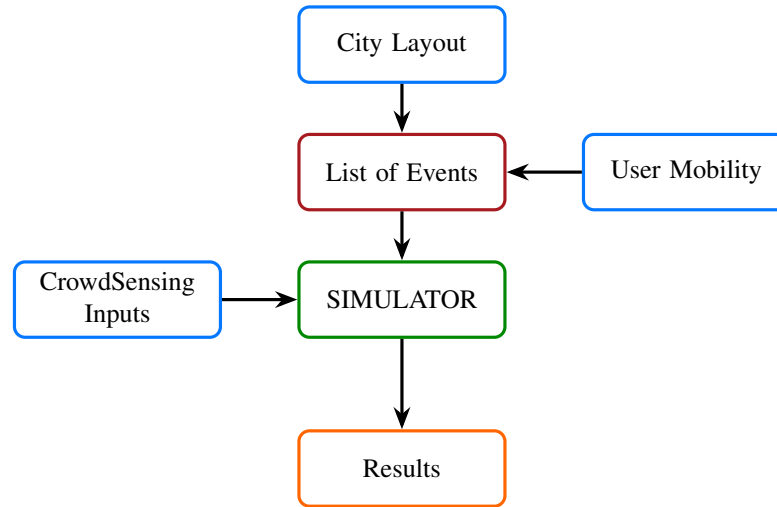 City Layout
List of Events
User Mobility
CrowdSensing
Inputs
SIMULATOR
Results